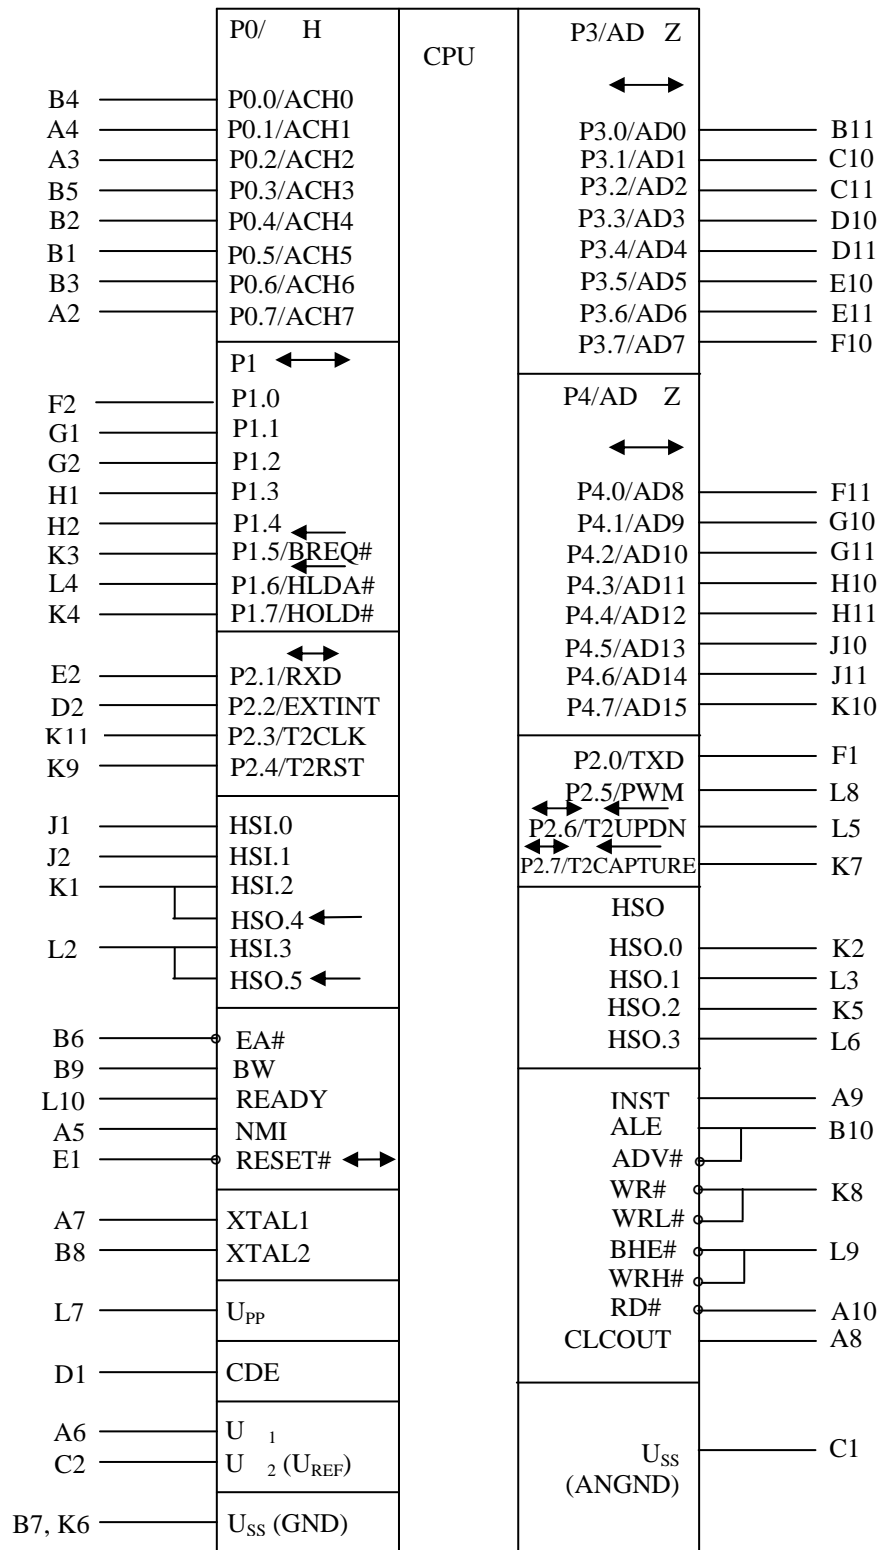 P0/ H
CPU
P3/AD Z
B4 P0.0/ACH0
A4 P0.1/ACH1 P3.0/AD0 B11
A3 P0.2/ACH2 P3.1/AD1 C10
B5 P0.3/ACH3 P3.2/AD2 C11
B2 P0.4/ACH4 P3.3/AD3 D10
B1 P0.5/ACH5 P3.4/AD4 D11
B3 P0.6/ACH6 P3.5/AD5 E10
A2 P0.7/ACH7 P3.6/AD6 E11
P3.7/AD7 F10
P1
F2 P1.0 P4/AD Z
G1 P1.1
G2 P1.2
H1 P1.3 P4.0/AD8 F11
H2 P1.4 P4.1/AD9 G10
K3 P1.5/BREQ# P4.2/AD10 G11
L4 P1.6/HLDA# P4.3/AD11 H10
K4 P1.7/HOLD# P4.4/AD12 H11
P4.5/AD13 J10
E2 P2.1/RXD P4.6/AD14 J11
D2 P2.2/EXTINT P4.7/AD15 K10
K11 P2.3/T2CLK
K9 P2.4/T2RST P2.0/TXD F1
P2.5/PWM L8
J1 HSI.0 P2.6/T2UPDN L5
J2 HSI.1 P2.7/T2CAPTURE K7
K1 HSI.2
HSO.4 HSO
L2 HSI.3 HSO.0 K2
HSO.5 HSO.1 L3
HSO.2 K5
B6 EA# HSO.3 L6
B9 BW
L10 READY INST A9
A5 NMI ALE B10
E1 RESET# ADV#
WR# K8
A7 XTAL1 WRL#
B8 XTAL2 BHE# L9
WRH#
L7 UPP RD# A10
CLCOUT A8
D1 CDE
A6 U 1
C2 U 2 (UREF) USS C1
(ANGND)
B7, K6 USS (GND)